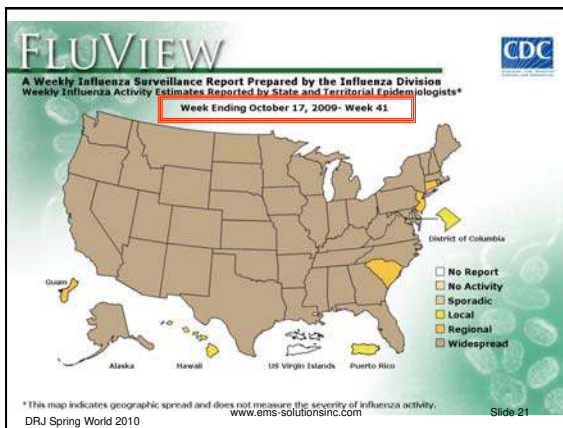 FLUVIEW
CDC
A Weekly Influenza Surveillance Report Prepared by the Influenza Division
Weekly Influenza Activity Estimates Reported by State and Territorial Epidemiologists*
Week Ending October 17, 2009- Week 41
District of Columbia
Guam
No Report
No Activity
Sporadic
Local
Regional
Widespread
Alaska
Hawaii
US Virgin Islands
Puerto Rico
*This map indicates geographic spread and does not measure the severity of influenza activity.
www.ems-solutionsinc.com
Slide 21
DRJ Spring World 2010